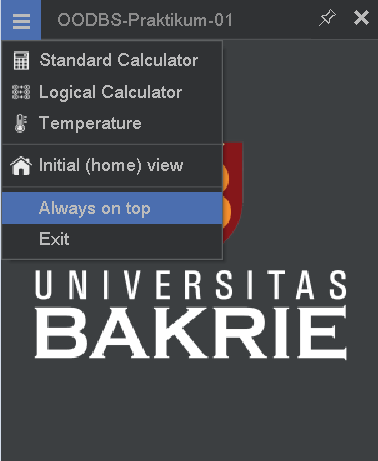 OODBS-Praktikum-01
Standard Calculator
Logical Calculator
Temperature
Initial (home) view
Always on top
Exit
UNIVERSITAS
BAKRIE